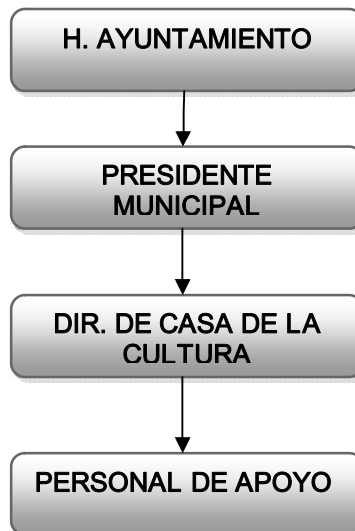 H. AYUNTAMIENTO
PRESIDENTE
MUNICIPAL
DIR. DE CASA DE LA
CULTURA
PERSONAL DE APOYO